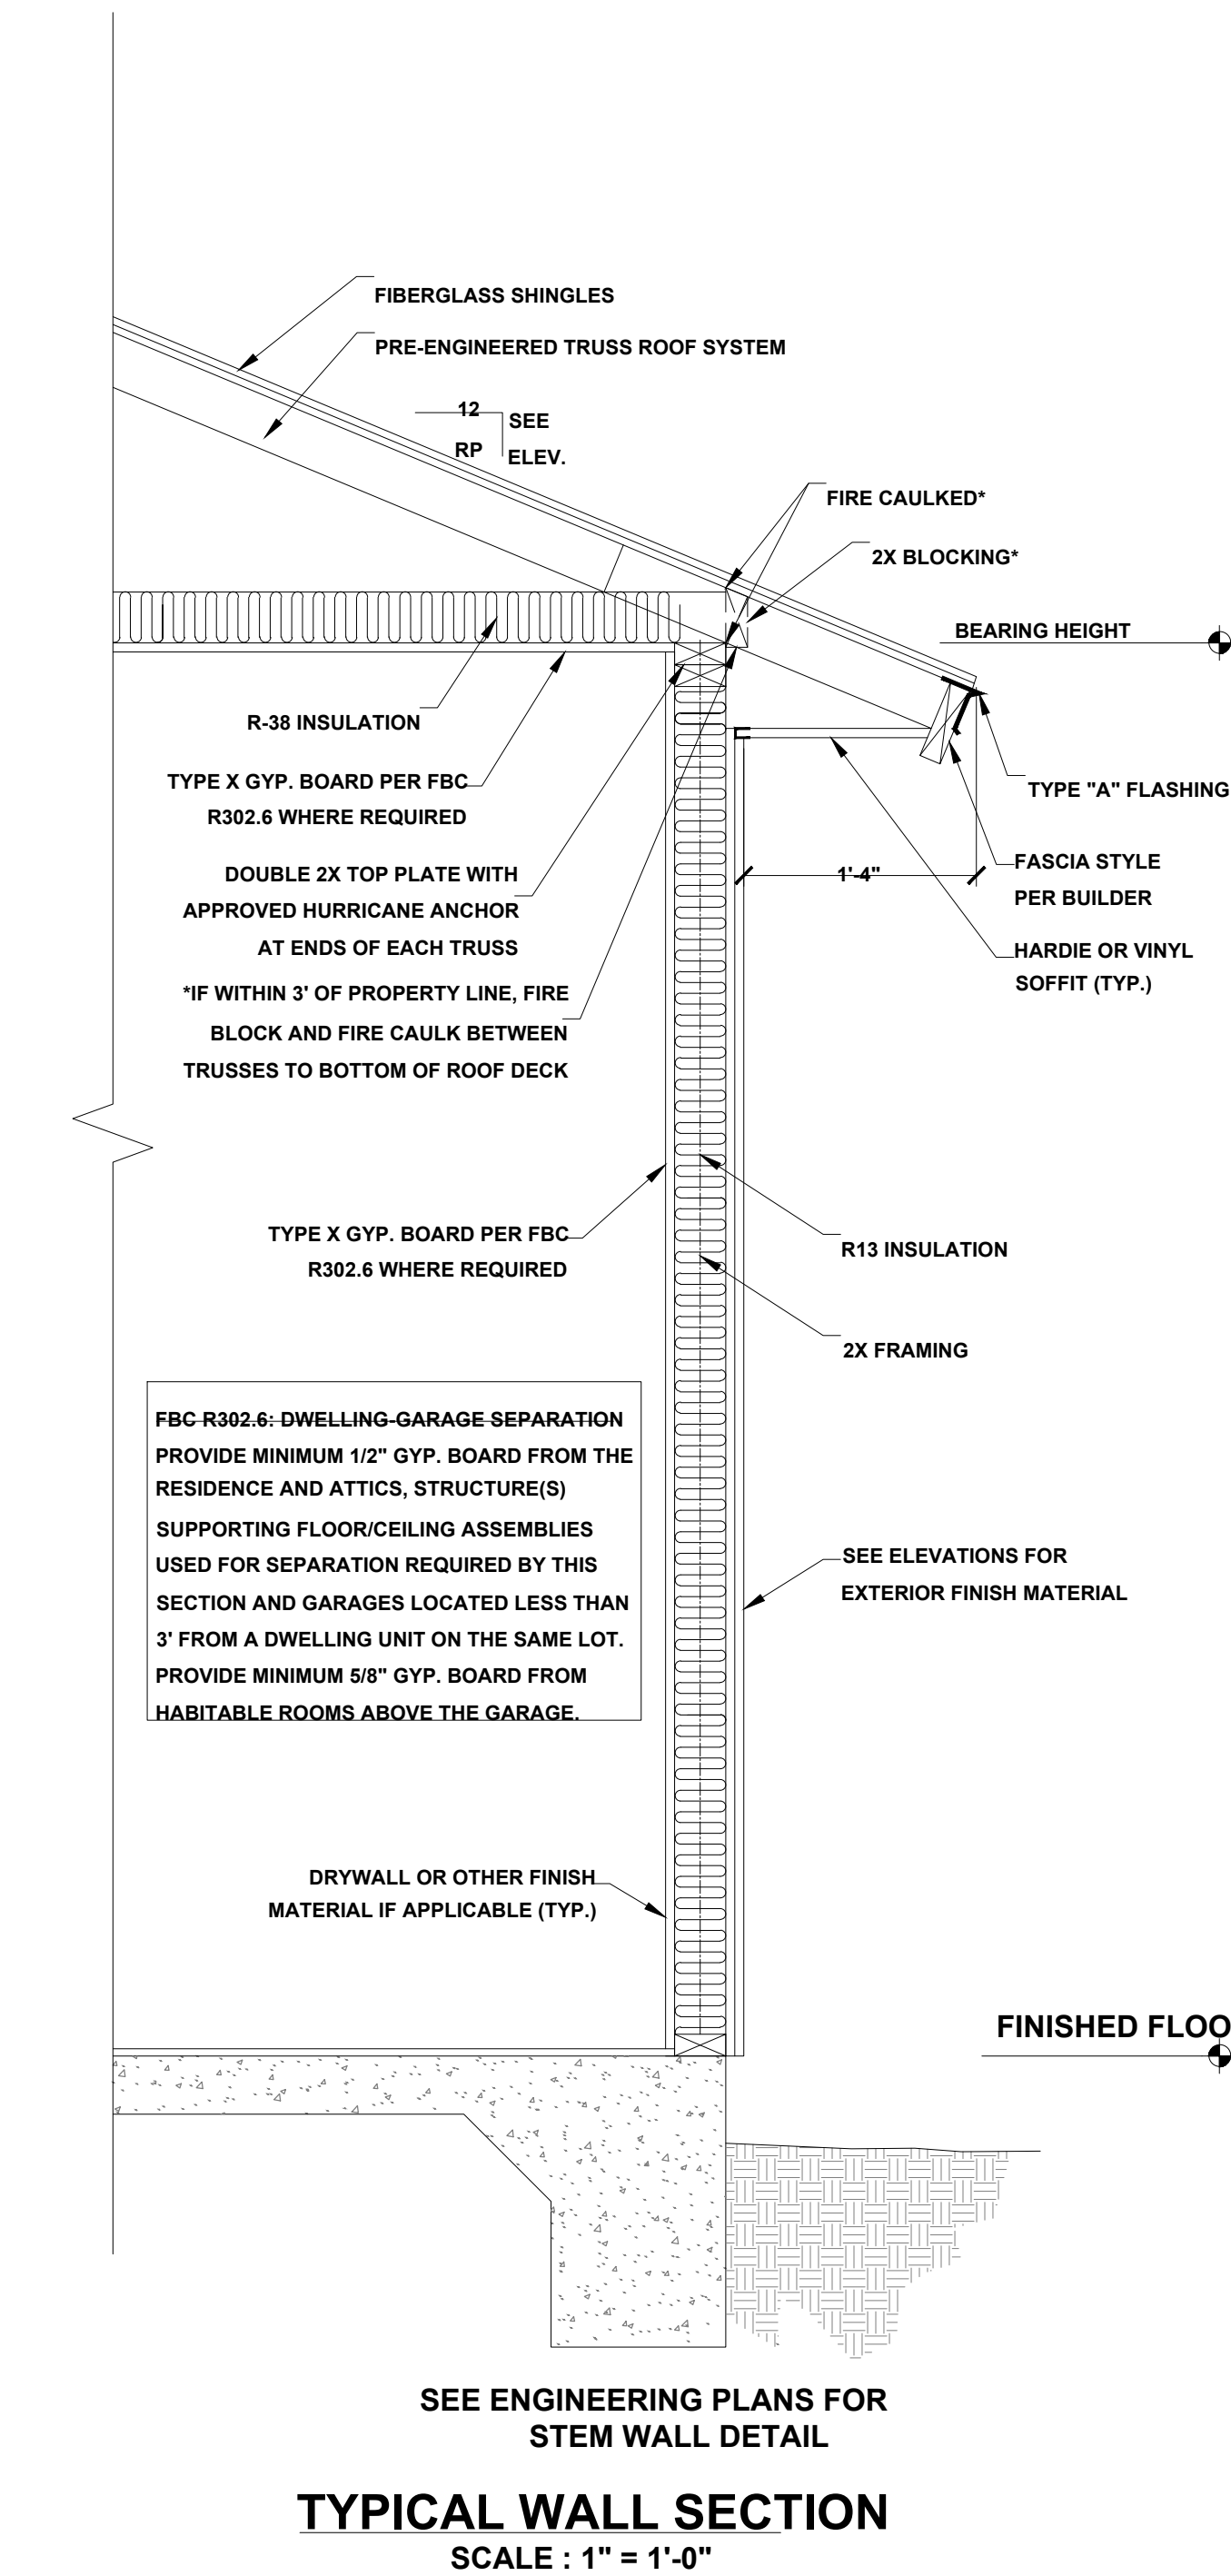 FIBERGLASS SHINGLES
PRE-ENGINEERED TRUSS ROOF SYSTEM
12
SEE
RP
ELEV.
FIRE CAULKED*
2X BLOCKING*
BEARING HEIGHT
R-38 INSULATION
TYPE X GYP. BOARD PER FBC
R302.6 WHERE REQUIRED
TYPE "A" FLASHING
DOUBLE 2X TOP PLATE WITH
APPROVED HURRICANE ANCHOR
AT ENDS OF EACH TRUSS
1'-4"
FASCIA STYLE
PER BUILDER
HARDIE OR VINYL
SOFFIT (TYP.)
*IF WITHIN 3' OF PROPERTY LINE, FIRE
BLOCK AND FIRE CAULK BETWEEN
TRUSSES TO BOTTOM OF ROOF DECK
TYPE X GYP. BOARD PER FBC
R302.6 WHERE REQUIRED
R13 INSULATION
2X FRAMING
FBC R302.6: DWELLING-GARAGE SEPARATION
PROVIDE MINIMUM 1/2" GYP. BOARD FROM THE
RESIDENCE AND ATTICS, STRUCTURE(S)
SUPPORTING FLOOR/CEILING ASSEMBLIES
USED FOR SEPARATION REQUIRED BY THIS
SECTION AND GARAGES LOCATED LESS THAN
3' FROM A DWELLING UNIT ON THE SAME LOT.
PROVIDE MINIMUM 5/8" GYP. BOARD FROM
HABITABLE ROOMS ABOVE THE GARAGE.
SEE ELEVATIONS FOR
EXTERIOR FINISH MATERIAL
DRYWALL OR OTHER FINISH
MATERIAL IF APPLICABLE (TYP.)
FINISHED FLOO
SEE ENGINEERING PLANS FOR
STEM WALL DETAIL
TYPICAL WALL SECTION
SCALE : 1" = 1'-0"